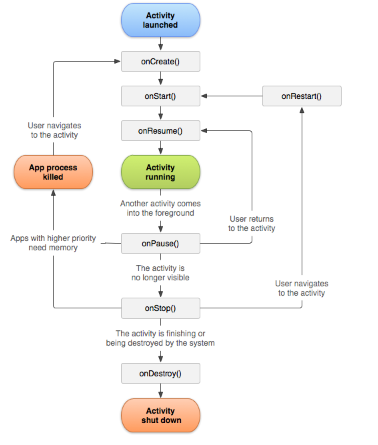 Activity
launched
onCreate()
onStart()
onRestart()
onResume()
User navigates
to the activity
App process
killed
Activity
running
Another activity comes
into the foreground
User returns
to the activity
Apps with higher priority
need memory
onPause()
The activity is
no longer visible
User navigates
to the activity
onStop()
The activity is finishing or
being destroyed by the system
onDestroy()
Activity
shut down